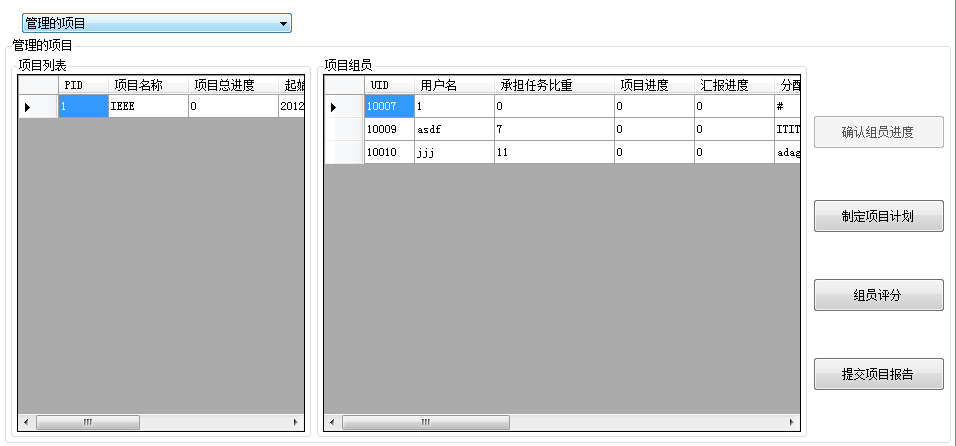 管理的项目
管理的项目
项目列表
PID 项目名称 项目总进度 起始
1 IEEE 0 2012
项目组员
UID 用户名 承担任务比重 项目进度 汇报进度 分配
10007 1 0 0 0 #
10009 asdf 7 0 0 ITIT
10010 jjj 11 0 0 adag
确认组员进度
制定项目计划
组员评分
提交项目报告